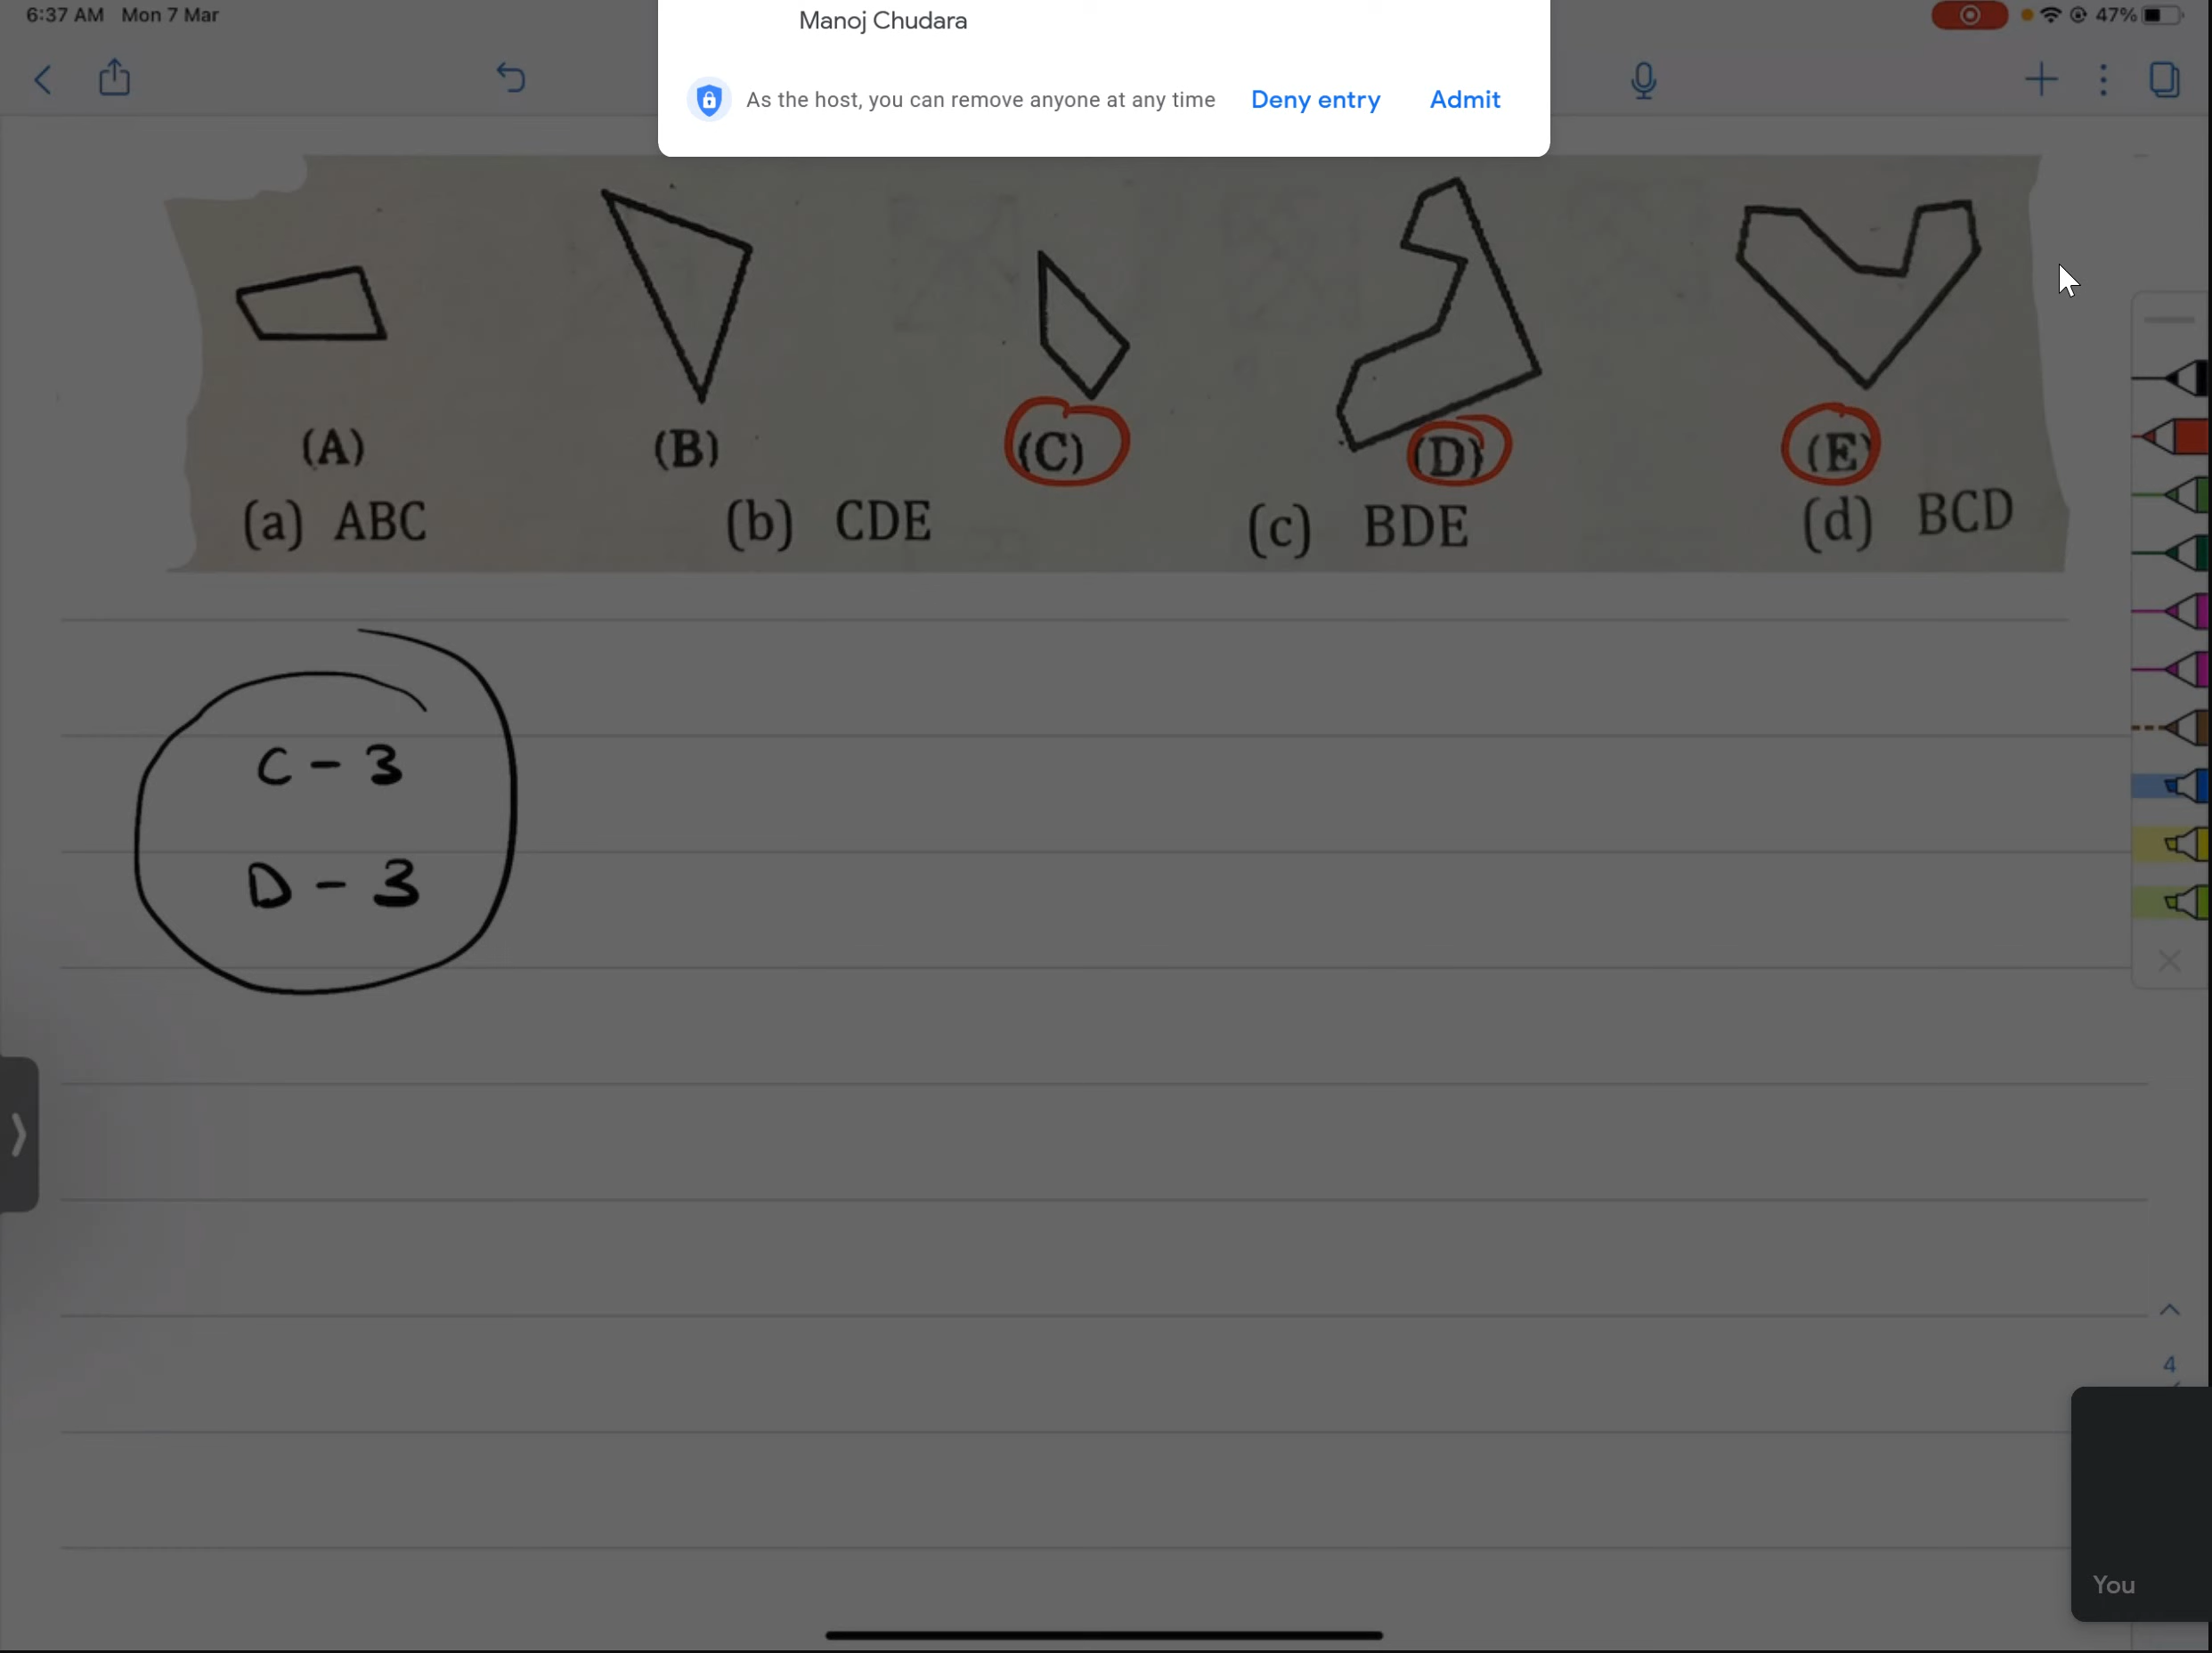 6:37 AM Mon 7 Mar
47%
Manoj Chudara
As the host, you can remove anyone at any time
Deny entry
Admit
(A)
(B)
(C)
(D)
(E)
(a) ABC
(b) CDE
(c) BDE
(d) BCD
C - 3
D - 3
4
You